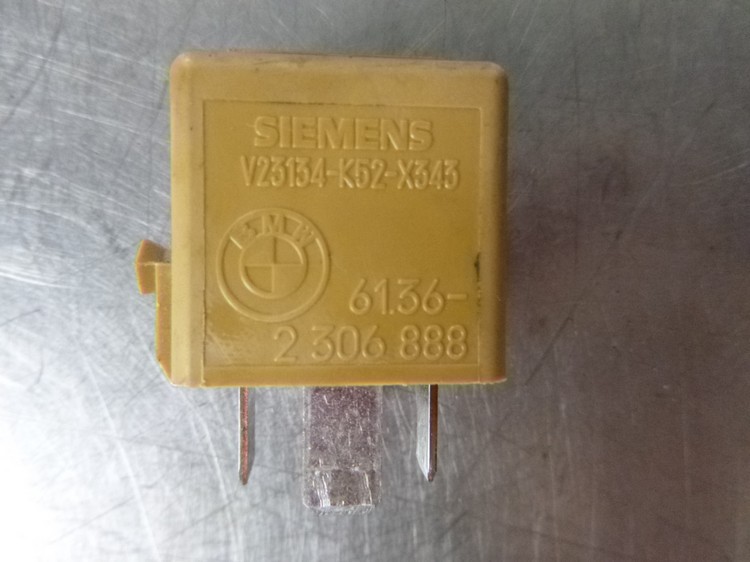 SIEMENS
V23134-K52-X343
BMW
61.36-
2 306 888